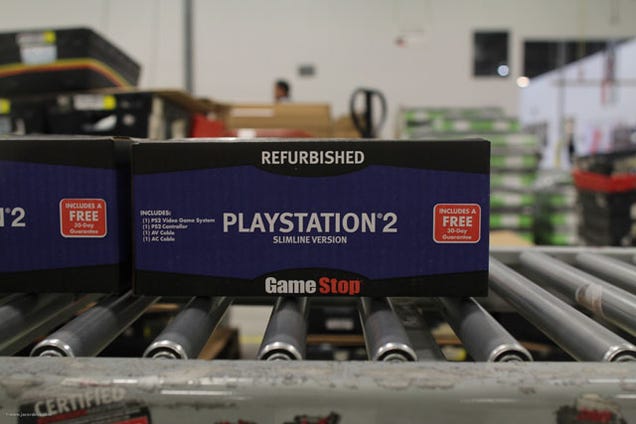 REFURBISHED
INCLUDES:
(1) PS2 Video Game System
(1) PS2 Controller
(1) AV Cable
(1) AC Cable
PLAYSTATION®2
SLIMLINE VERSION
INCLUDES A
FREE
30-Day
Guarantee
GameStop
®2
INCLUDES A
FREE
30-Day
Guarantee
CERTIFIED